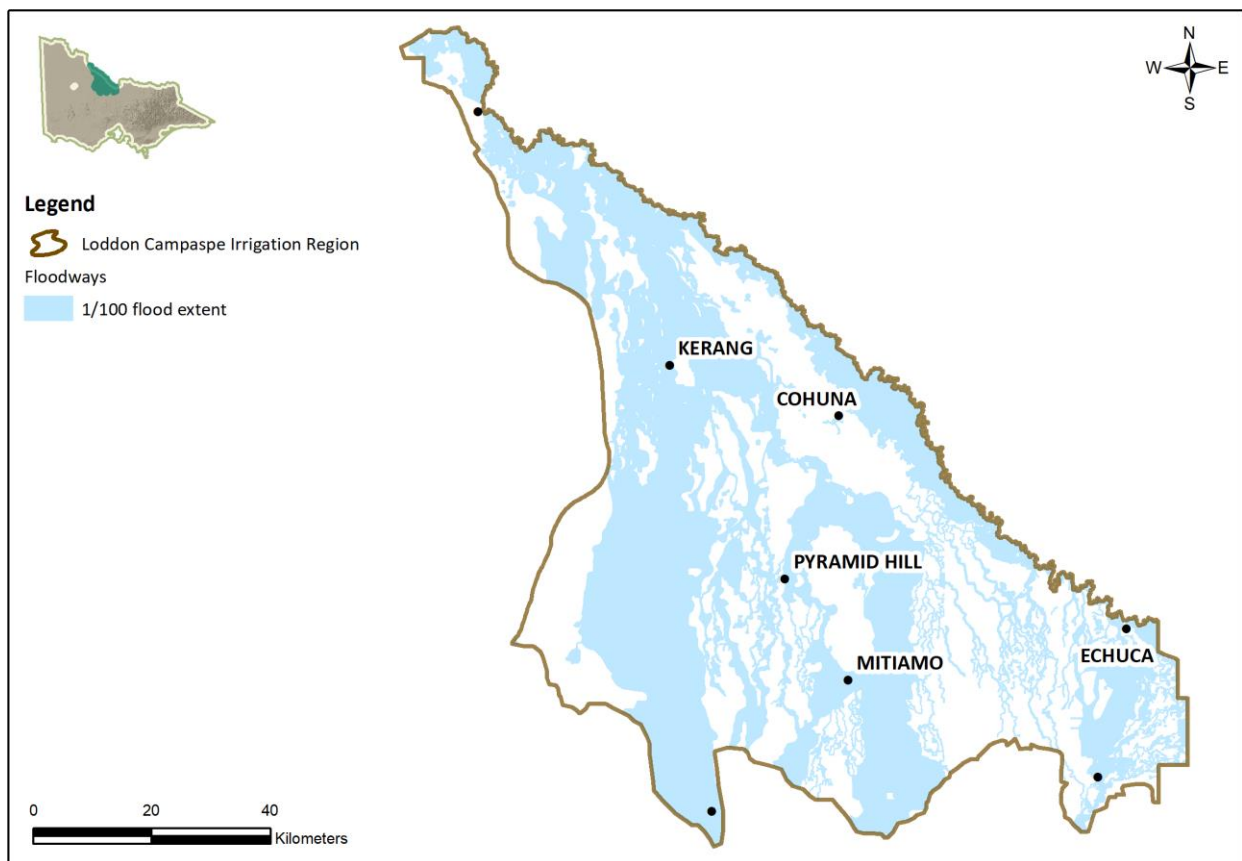 N
W E
S
Legend
Loddon Campaspe Irrigation Region
Floodways
1/100 flood extent
KERANG
COHUNA
PYRAMID HILL
MITIAMO
ECHUCA
0 20 40
Kilometers